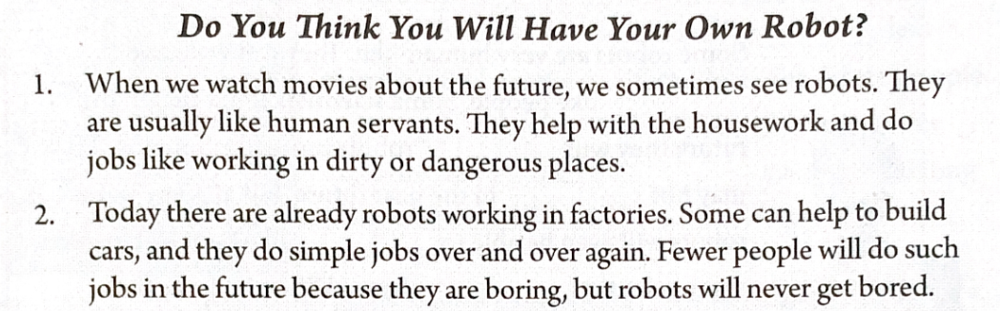 Do You Think You Will Have Your Own Robot?
1. When we watch movies about the future, we sometimes see robots. They
are usually like human servants. They help with the housework and do
jobs like working in dirty or dangerous places.
2. Today there are already robots working in factories. Some can help to build
cars, and they do simple jobs over and over again. Fewer people will do such
jobs in the future because they are boring, but robots will never get bored.